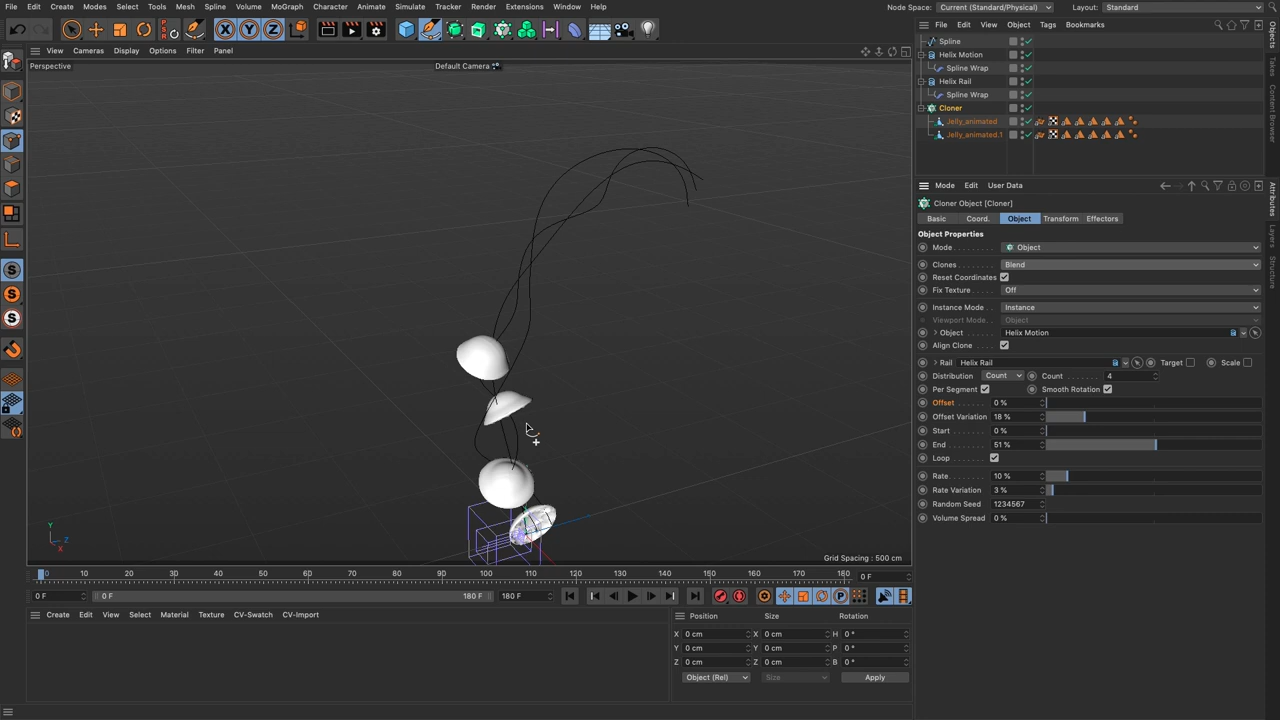 File Edit Create Modes Select Tools Mesh Spline Volume MoGraph Character Animate Simulate Tracker Render Extensions Window Help Node Space: Current (Standard/Physical) Layout: Standard
X Y Z
File Edit View Object Tags Bookmarks
Spline
Helix Motion
Spline Wrap
Helix Rail
Spline Wrap
Cloner
Jelly_animated
Jelly_animated.1
Objects
Takes
Content Browser
View Cameras Display Options Filter Panel
Perspective
Default Camera
Grid Spacing : 500 cm
Y
Z
X
S
S
S
Mode Edit User Data
Cloner Object [Cloner]
Basic Coord. Object Transform Effectors
Object Properties
Mode Object
Clones Blend
Reset Coordinates
Fix Texture Off
Instance Mode Instance
Viewport Mode Object
Object Helix Motion
Align Clone
Rail Helix Rail Target Scale
Distribution Count Count 4
Per Segment Smooth Rotation
Offset 0 %
Offset Variation 18 %
Start 0 %
End 51 %
Loop
Rate 10 %
Rate Variation 3 %
Random Seed 1234567
Volume Spread 0 %
Attributes
Layers
Structure
0 10 20 30 40 50 60 70 80 90 100 110 120 130 140 150 160 170 180 0 F
0 F 0 F 180 F 180 F
P
Create Edit View Select Material Texture CV-Swatch CV-Import
Position Size Rotation
X 0 cm X 0 cm H 0 °
Y 0 cm Y 0 cm P 0 °
Z 0 cm Z 0 cm B 0 °
Object (Rel) Size Apply